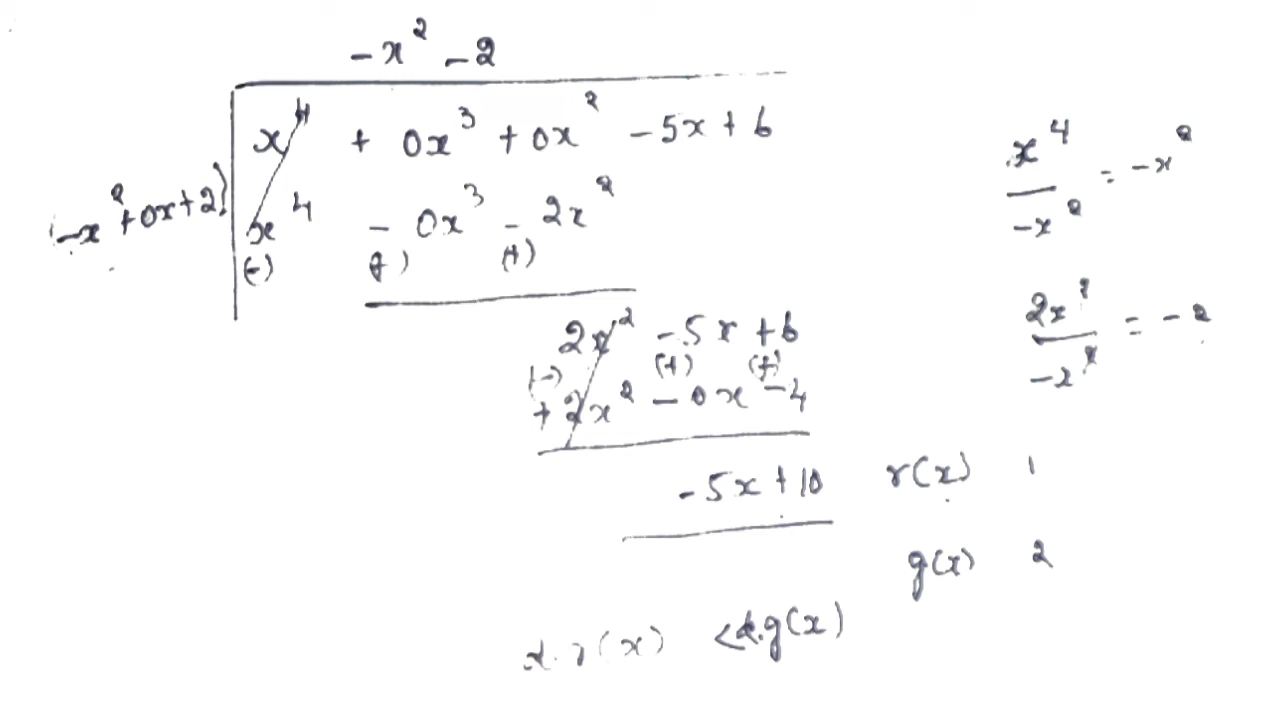 -x² -2
-x²+0x+2) x⁴ + 0x³ +0x² -5x+6
x⁴ - 0x³ - 2x²
(-) (+) (+)
2x² -5x +6
(-) (+) (+)
+ 2x² - 0x -4
-5x+10 r(x) 1
g(x) 2
d.r(x) <d.g(x)
x⁴/-x² = -x²
2x²/-x² = -2